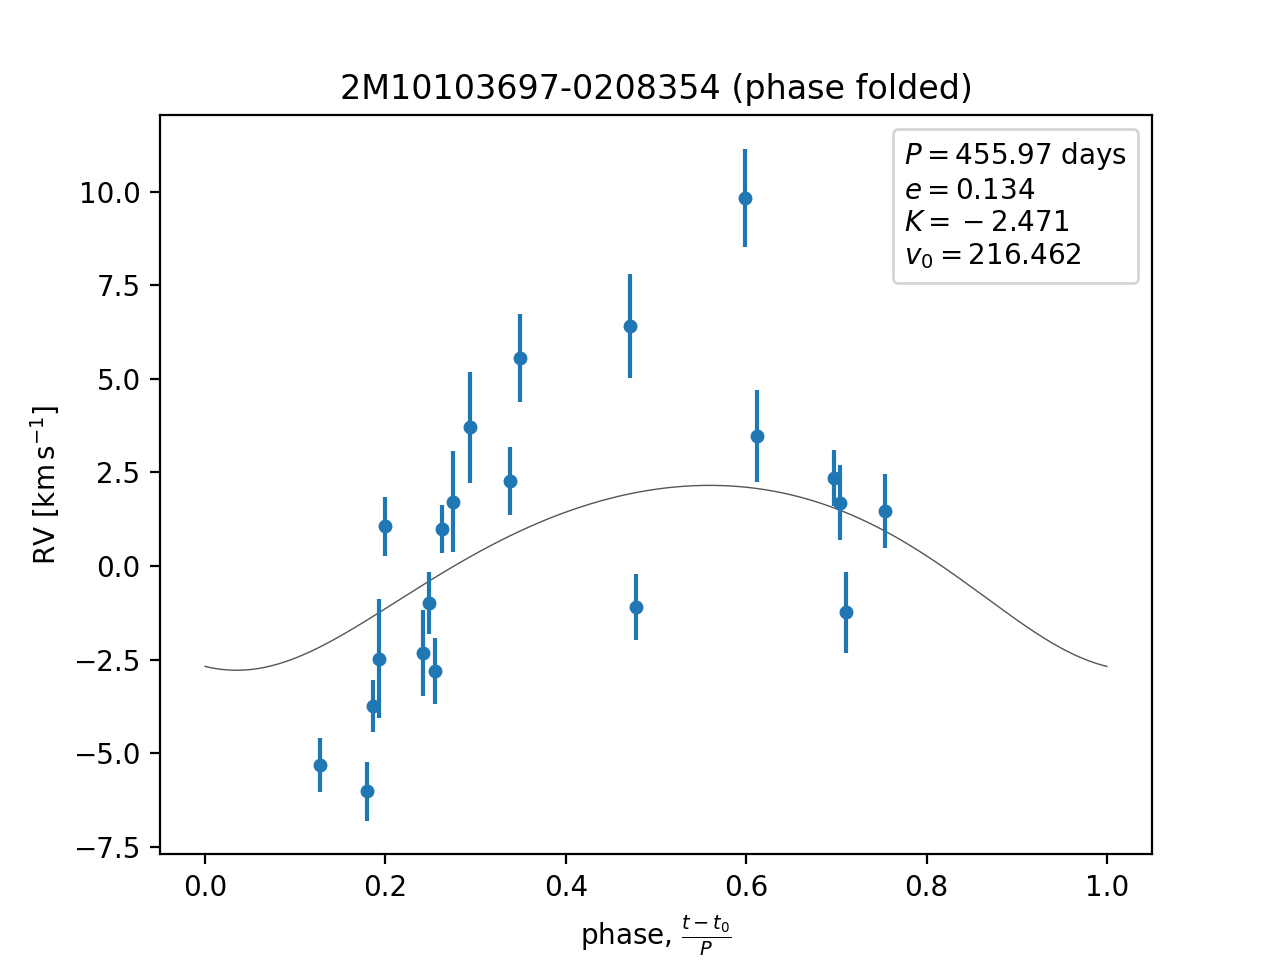 2M10103697-0208354 (phase folded)
P = 455.97 days
e = 0.134
K = −2.471
v₀ = 216.462
RV [km s⁻¹]
10.0
7.5
5.0
2.5
0.0
−2.5
−5.0
−7.5
0.0 0.2 0.4 0.6 0.8 1.0
phase, (t − t₀)/P